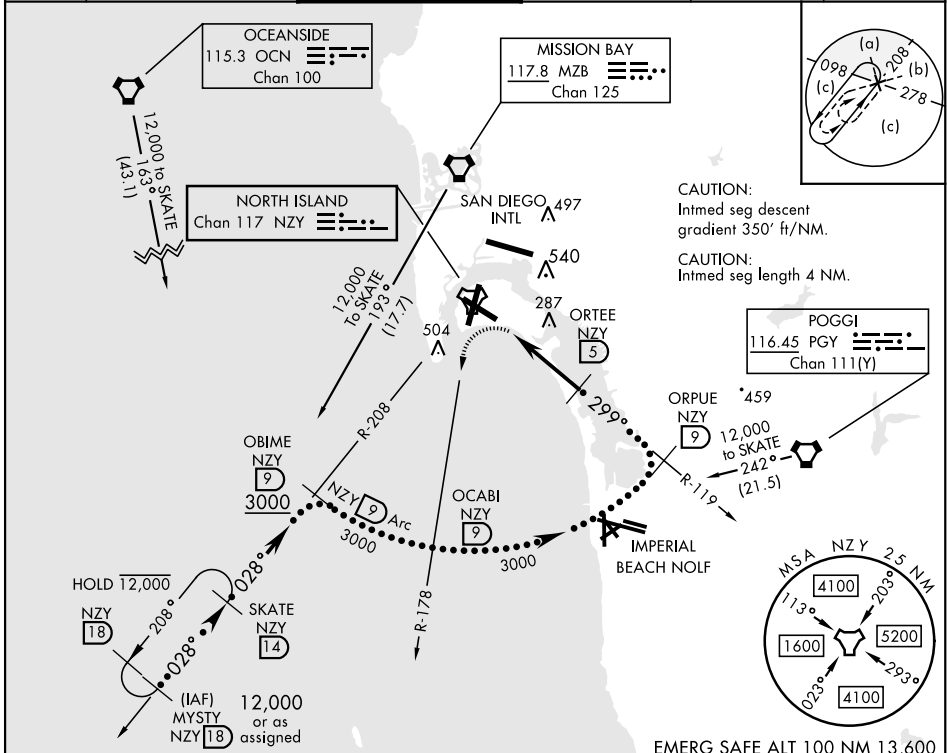 OCEANSIDE
115.3 OCN
Chan 100
MISSION BAY
117.8 MZB
Chan 125
(a)
098
208
(b)
(c)
278
(c)
12,000 to SKATE
163°
(43.1)
NORTH ISLAND
Chan 117 NZY
SAN DIEGO
INTL
497
540
287
504
CAUTION:
Intmed seg descent
gradient 350' ft/NM.
CAUTION:
Intmed seg length 4 NM.
12,000
To SKATE
193°
(17.7)
ORTEE
NZY
5
POGGI
116.45 PGY
Chan 111(Y)
299°
ORPUE
NZY
9
459
12,000
to SKATE
242°
(21.5)
R-208
R-119
OBIME
NZY
9
3000
NZY 9 Arc
3000
OCABI
NZY
9
3000
IMPERIAL
BEACH NOLF
R-178
028°
HOLD 12,000
NZY
18
208°
028°
SKATE
NZY
14
(IAF)
MYSTY
NZY 18
12,000
or as
assigned
MSA NZY 25 NM
4100
113°
203°
1600
5200
023°
293°
4100
EMERG SAFE ALT 100 NM 13,600